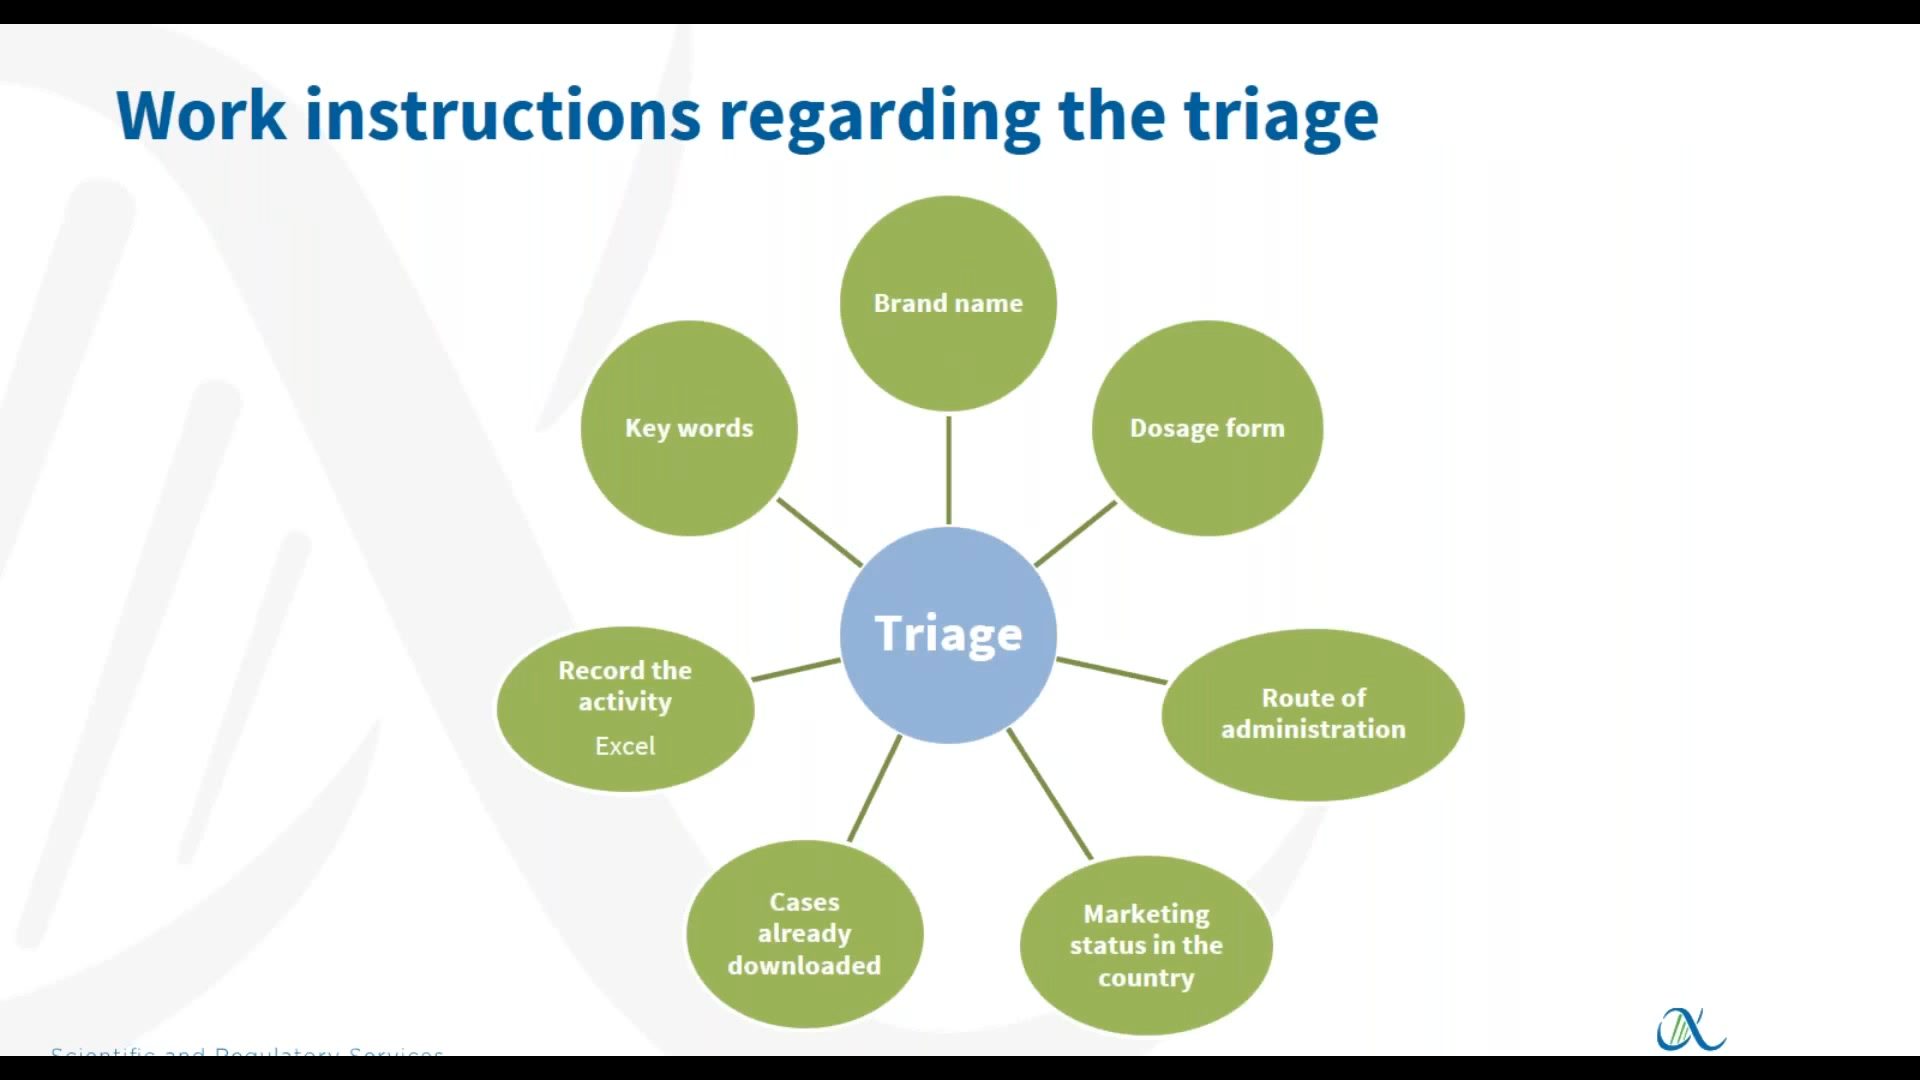 Work instructions regarding the triage
Brand name
Key words
Dosage form
Triage
Record the
activity
Excel
Route of
administration
Cases
already
downloaded
Marketing
status in the
country
Scientific and Regulatory Services